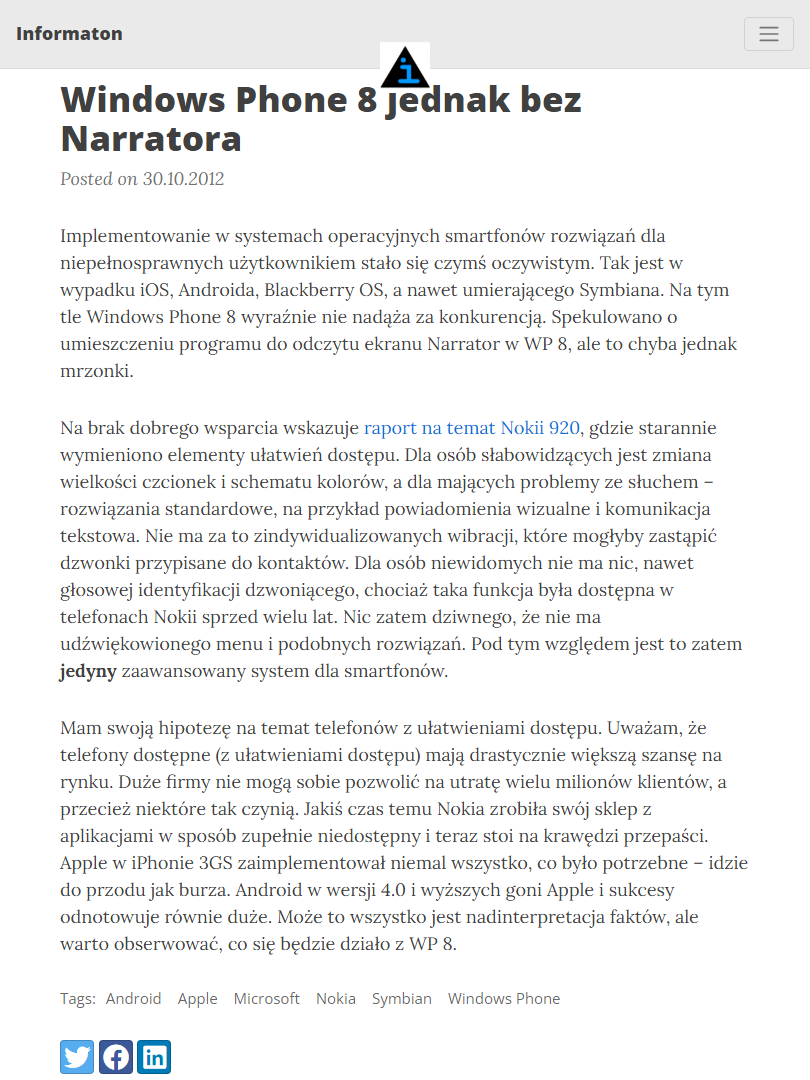 Informaton
Windows Phone 8 jednak bez
Narratora
Posted on 30.10.2012
Implementowanie w systemach operacyjnych smartfonów rozwiązań dla
niepełnosprawnych użytkownikiem stało się czymś oczywistym. Tak jest w
wypadku iOS, Androida, Blackberry OS, a nawet umierającego Symbiana. Na tym
tle Windows Phone 8 wyraźnie nie nadąża za konkurencją. Spekulowano o
umieszczeniu programu do odczytu ekranu Narrator w WP 8, ale to chyba jednak
mrzonki.
Na brak dobrego wsparcia wskazuje raport na temat Nokii 920, gdzie starannie
wymieniono elementy ułatwień dostępu. Dla osób słabowidzących jest zmiana
wielkości czcionek i schematu kolorów, a dla mających problemy ze słuchem –
rozwiązania standardowe, na przykład powiadomienia wizualne i komunikacja
tekstowa. Nie ma za to zindywidualizowanych wibracji, które mogłyby zastąpić
dzwonki przypisane do kontaktów. Dla osób niewidomych nie ma nic, nawet
głosowej identyfikacji dzwoniącego, chociaż taka funkcja była dostępna w
telefonach Nokii sprzed wielu lat. Nic zatem dziwnego, że nie ma
udźwiękowionego menu i podobnych rozwiązań. Pod tym względem jest to zatem
jedyny zaawansowany system dla smartfonów.
Mam swoją hipotezę na temat telefonów z ułatwieniami dostępu. Uważam, że
telefony dostępne (z ułatwieniami dostępu) mają drastycznie większą szansę na
rynku. Duże firmy nie mogą sobie pozwolić na utratę wielu milionów klientów, a
przecież niektóre tak czynią. Jakiś czas temu Nokia zrobiła swój sklep z
aplikacjami w sposób zupełnie niedostępny i teraz stoi na krawędzi przepaści.
Apple w iPhonie 3GS zaimplementował niemal wszystko, co było potrzebne – idzie
do przodu jak burza. Android w wersji 4.0 i wyższych goni Apple i sukcesy
odnotowuje równie duże. Może to wszystko jest nadinterpretacja faktów, ale
warto obserwować, co się będzie działo z WP 8.
Tags: Android Apple Microsoft Nokia Symbian Windows Phone